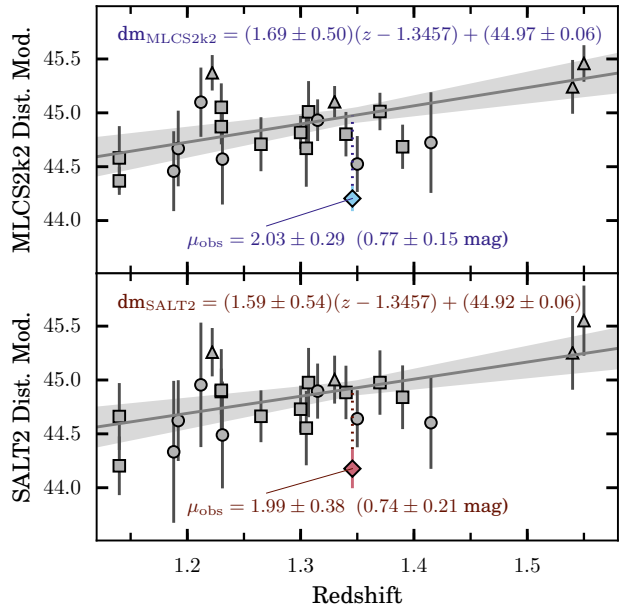 dm_MLCS2k2 = (1.69 ± 0.50)(z − 1.3457) + (44.97 ± 0.06)
45.5
45.0
44.5
44.0
MLCS2k2 Dist. Mod.
μ_obs = 2.03 ± 0.29 (0.77 ± 0.15 mag)
dm_SALT2 = (1.59 ± 0.54)(z − 1.3457) + (44.92 ± 0.06)
45.5
45.0
44.5
44.0
SALT2 Dist. Mod.
μ_obs = 1.99 ± 0.38 (0.74 ± 0.21 mag)
1.2 1.3 1.4 1.5
Redshift